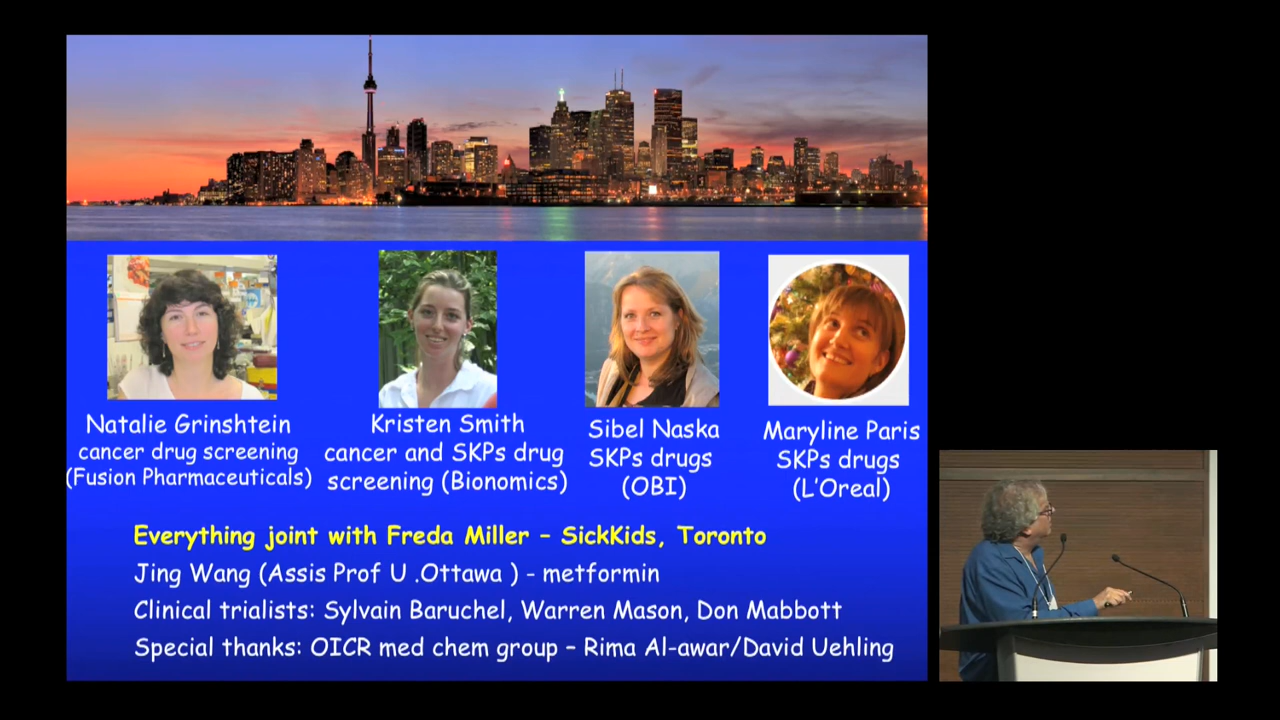 Natalie Grinshtein
cancer drug screening
(Fusion Pharmaceuticals)
Kristen Smith
cancer and SKPs drug
screening (Bionomics)
Sibel Naska
SKPs drugs
(OBI)
Maryline Paris
SKPs drugs
(L'Oreal)
Everything joint with Freda Miller – SickKids, Toronto
Jing Wang (Assis Prof U .Ottawa ) - metformin
Clinical trialists: Sylvain Baruchel, Warren Mason, Don Mabbott
Special thanks: OICR med chem group – Rima Al-awar/David Uehling